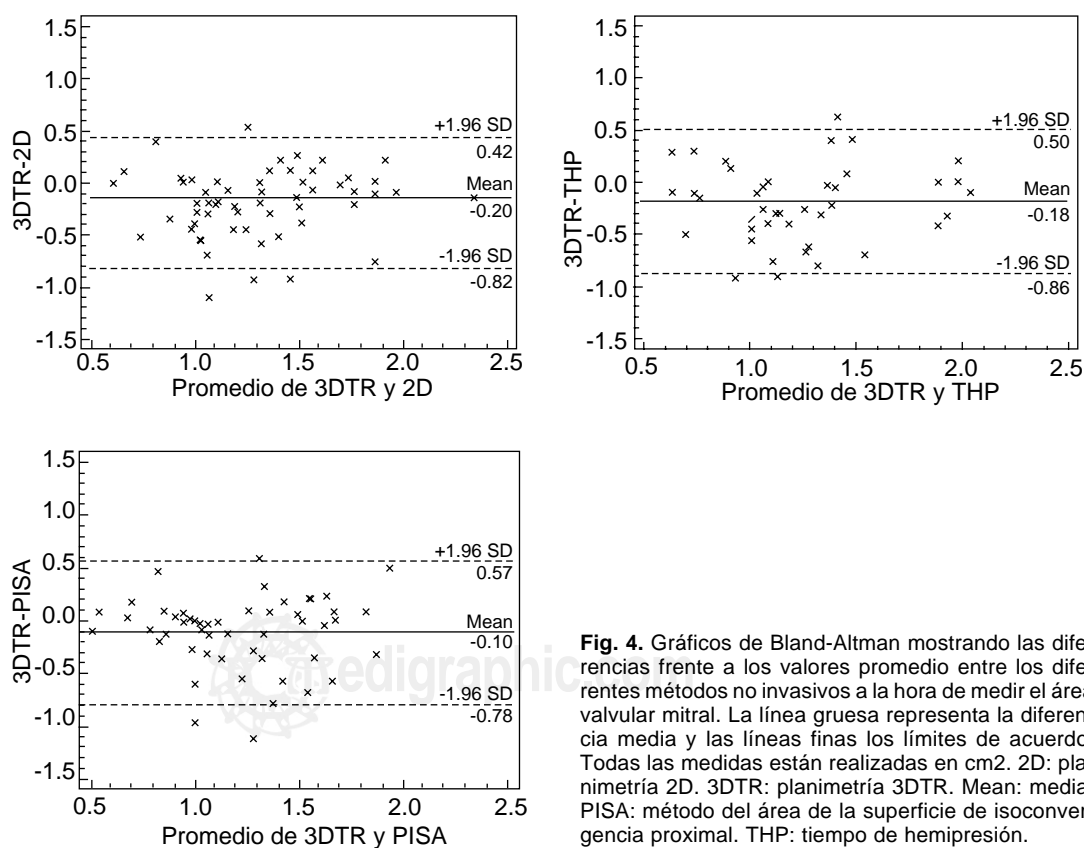 1.5
1.0
0.5
0.0
-0.5
-1.0
-1.5
3DTR-2D
+1.96 SD
0.42
Mean
-0.20
-1.96 SD
-0.82
0.5 1.0 1.5 2.0 2.5
Promedio de 3DTR y 2D
1.5
1.0
0.5
0.0
-0.5
-1.0
-1.5
3DTR-THP
+1.96 SD
0.50
Mean
-0.18
-1.96 SD
-0.86
0.5 1.0 1.5 2.0 2.5
Promedio de 3DTR y THP
1.5
1.0
0.5
0.0
-0.5
-1.0
-1.5
3DTR-PISA
+1.96 SD
0.57
Mean
-0.10
-1.96 SD
-0.78
0.5 1.0 1.5 2.0 2.5
Promedio de 3DTR y PISA
medigraphic.com
Fig. 4. Gráficos de Bland-Altman mostrando las dife-
rencias frente a los valores promedio entre los dife-
rentes métodos no invasivos a la hora de medir el área
valvular mitral. La línea gruesa representa la diferen-
cia media y las líneas finas los límites de acuerdo
Todas las medidas están realizadas en cm2. 2D: pla-
nimetría 2D. 3DTR: planimetría 3DTR. Mean: media
PISA: método del área de la superficie de isoconver-
gencia proximal. THP: tiempo de hemipresión.